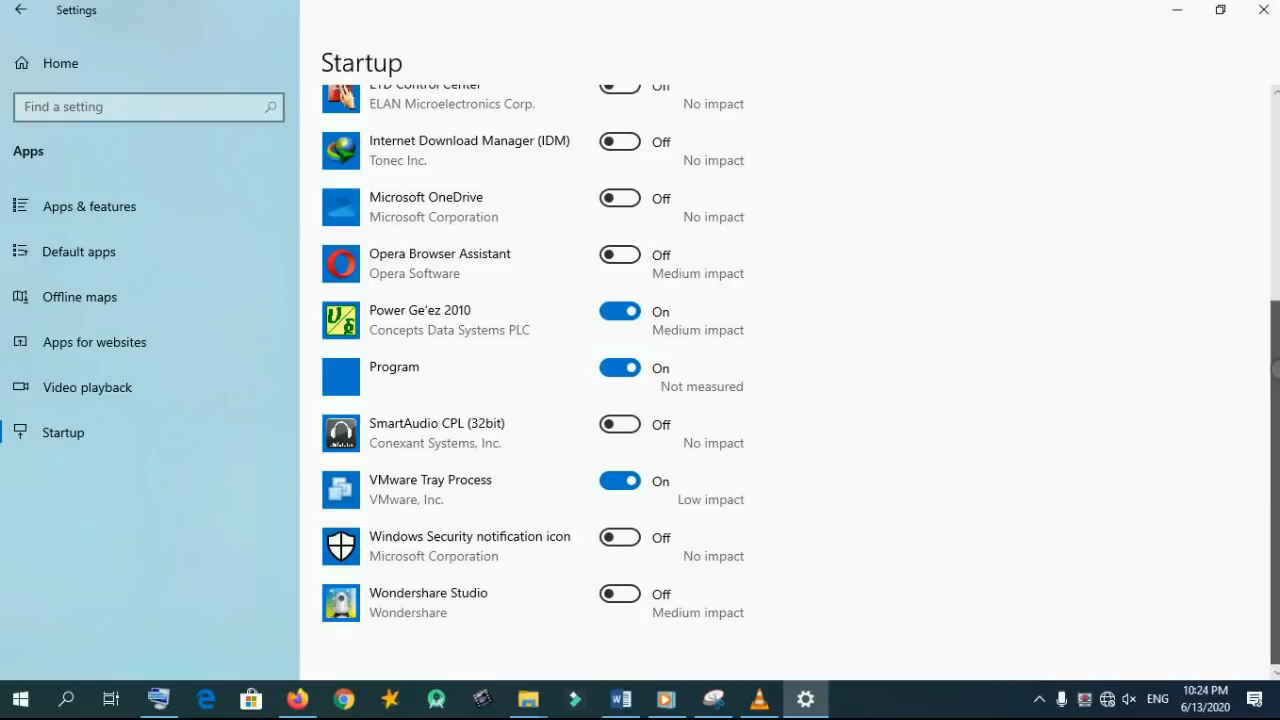 Settings
Home
Find a setting
Apps
Apps & features
Default apps
Offline maps
Apps for websites
Video playback
Startup
Startup
ETD Control Center Off
ELAN Microelectronics Corp. No impact
Internet Download Manager (IDM) Off
Tonec Inc. No impact
Microsoft OneDrive Off
Microsoft Corporation No impact
Opera Browser Assistant Off
Opera Software Medium impact
Power Ge'ez 2010 On
Concepts Data Systems PLC Medium impact
Program On
Not measured
SmartAudio CPL (32bit) Off
Conexant Systems, Inc. No impact
VMware Tray Process On
VMware, Inc. Low impact
Windows Security notification icon Off
Microsoft Corporation No impact
Wondershare Studio Off
Wondershare Medium impact
ENG
10:24 PM
6/13/2020